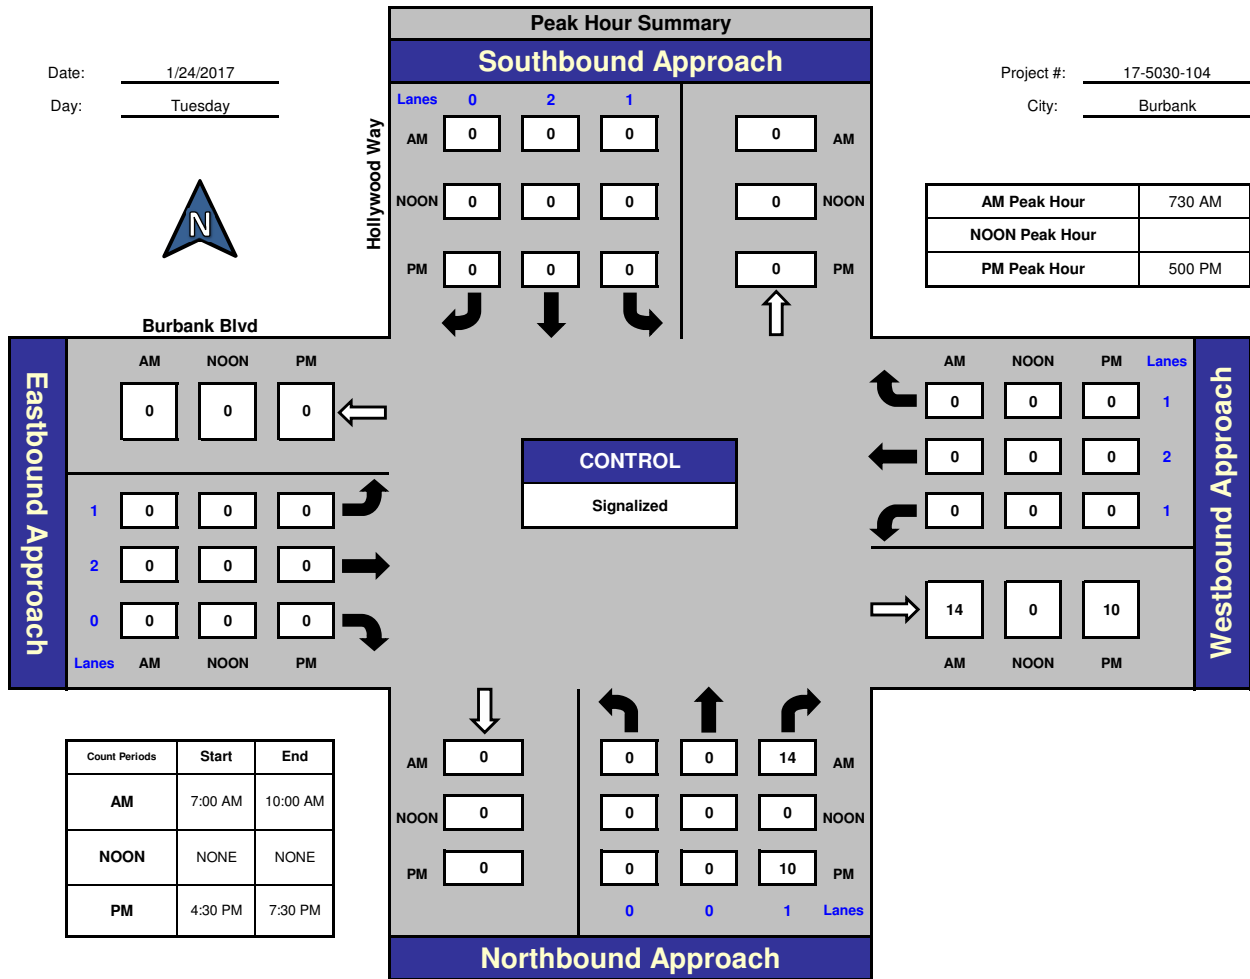 Peak Hour Summary
Southbound Approach
Date: 1/24/2017
Day: Tuesday
Project #: 17-5030-104
City: Burbank
Hollywood Way
Lanes 0 2 1
AM 0 0 0 0 AM
NOON 0 0 0 0 NOON
PM 0 0 0 0 PM
N
AM Peak Hour 730 AM
NOON Peak Hour
PM Peak Hour 500 PM
Burbank Blvd
Eastbound Approach
AM NOON PM
0 0 0
1 0 0 0
2 0 0 0
0 0 0 0
Lanes AM NOON PM
CONTROL
Signalized
AM NOON PM Lanes
0 0 0 1
0 0 0 2
0 0 0 1
14 0 10
AM NOON PM
Westbound Approach
Count Periods Start End
AM 7:00 AM 10:00 AM
NOON NONE NONE
PM 4:30 PM 7:30 PM
AM 0 0 0 14 AM
NOON 0 0 0 0 NOON
PM 0 0 0 10 PM
0 0 1 Lanes
Northbound Approach